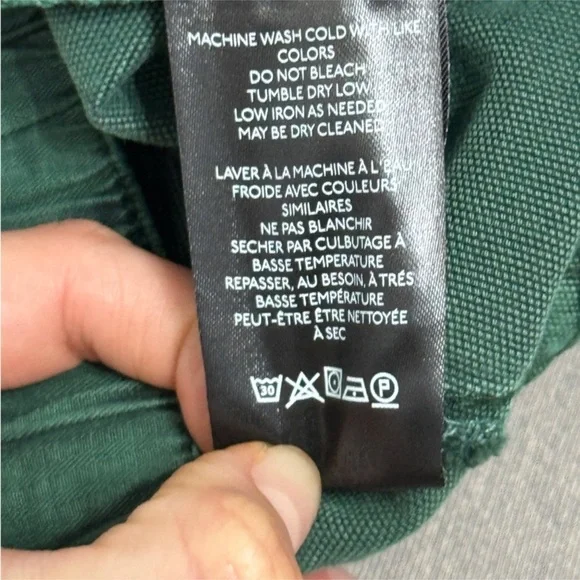 MACHINE WASH COLD WITH LIKE
COLORS
DO NOT BLEACH
TUMBLE DRY LOW
LOW IRON AS NEEDED
MAY BE DRY CLEANED
LAVER À LA MACHINE À L'EAU
FROIDE AVEC COULEURS
SIMILAIRES
NE PAS BLANCHIR
SECHER PAR CULBUTAGE À
BASSE TEMPERATURE
REPASSER, AU BESOIN, À TRÉS
BASSE TEMPÉRATURE
PEUT-ÊTRE ÊTRE NETTOYÉE
À SEC
30 P